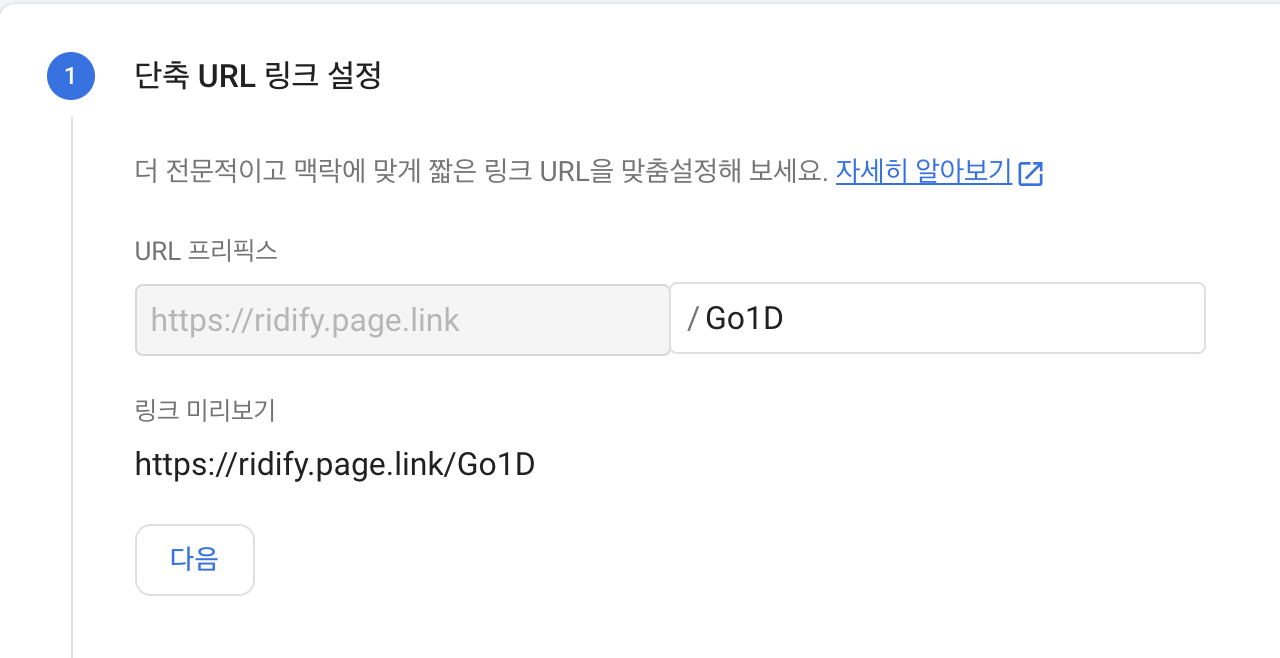 1 단축 URL 링크 설정
더 전문적이고 맥락에 맞게 짧은 링크 URL을 맞춤설정해 보세요. 자세히 알아보기
URL 프리픽스
https://ridify.page.link / Go1D
링크 미리보기
https://ridify.page.link/Go1D
다음